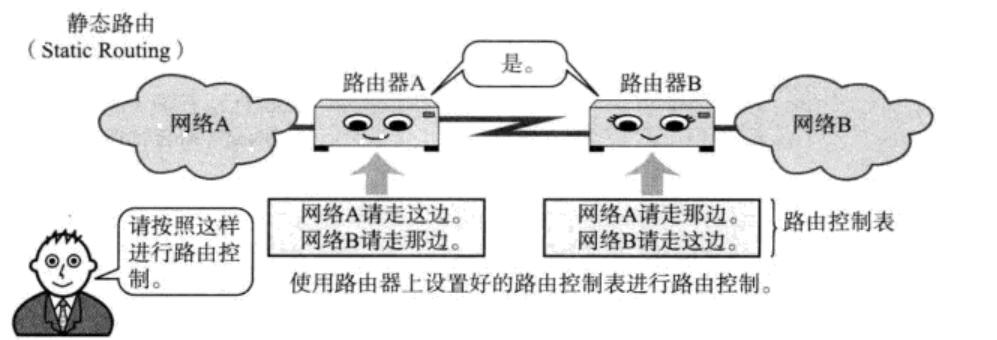 静态路由
（Static Routing）
是。
路由器A
路由器B
网络A
网络B
网络A请走这边。
网络B请走那边。
网络A请走那边。
网络B请走这边。
路由控制表
请按照这样
进行路由控
制。
使用路由器上设置好的路由控制表进行路由控制。